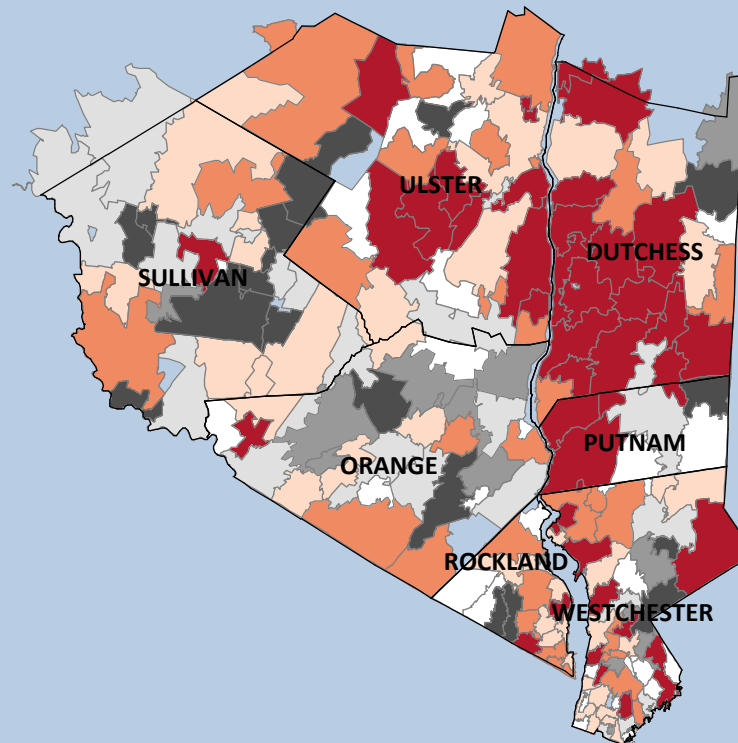 ULSTER
DUTCHESS
SULLIVAN
PUTNAM
ORANGE
ROCKLAND
WESTCHESTER